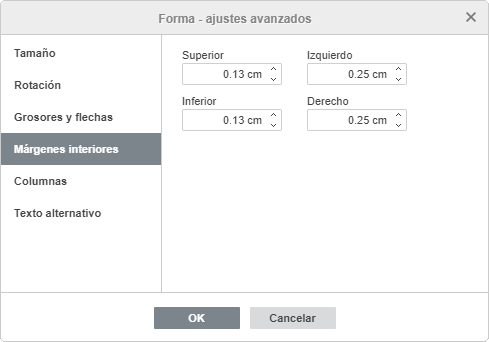 Forma - ajustes avanzados
Tamaño
Rotación
Grosores y flechas
Márgenes interiores
Columnas
Texto alternativo
Superior Izquierdo
0.13 cm 0.25 cm
Inferior Derecho
0.13 cm 0.25 cm
OK Cancelar